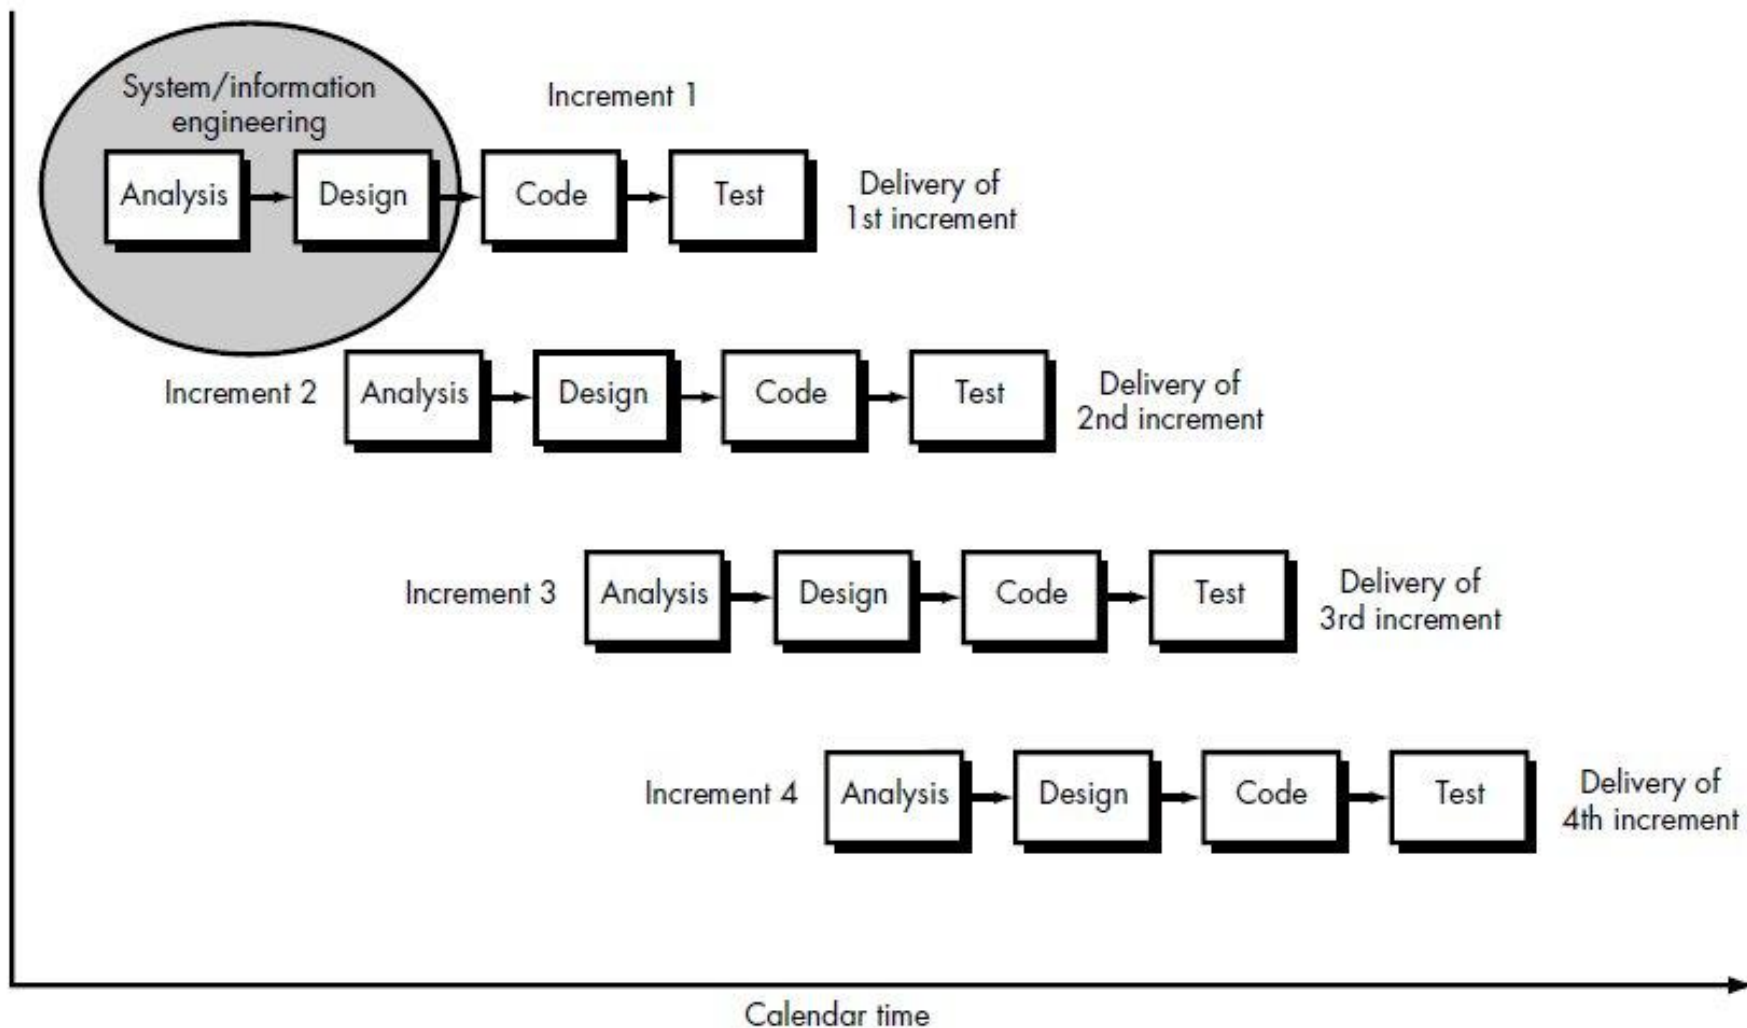 System/information
engineering
Increment 1
Analysis
Design
Code
Test
Delivery of
1st increment
Increment 2
Analysis
Design
Code
Test
Delivery of
2nd increment
Increment 3
Analysis
Design
Code
Test
Delivery of
3rd increment
Increment 4
Analysis
Design
Code
Test
Delivery of
4th increment
Calendar time